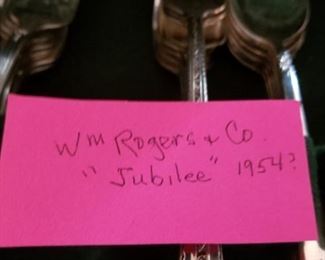 Wm Rogers & Co.
"Jubilee" 1954?